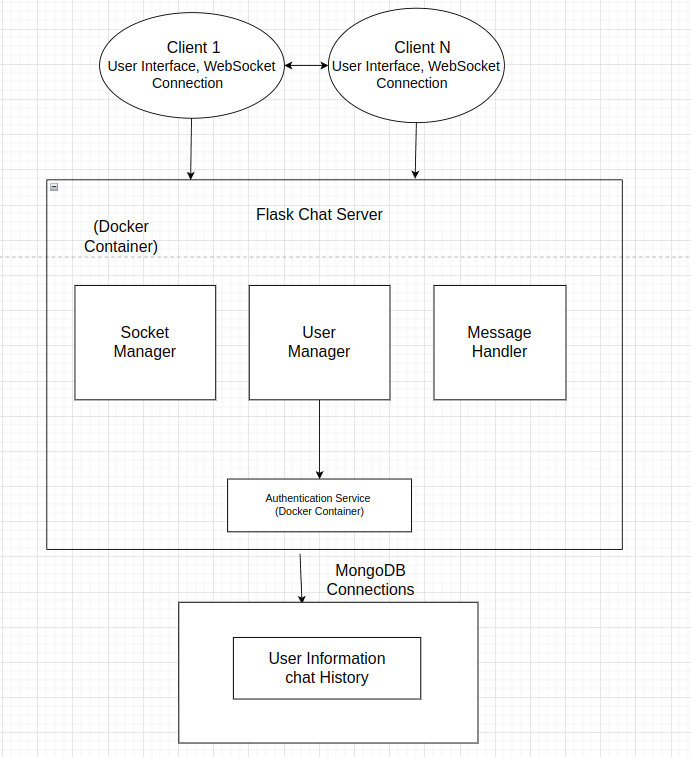 Client 1
User Interface, WebSocket
Connection
Client N
User Interface, WebSocket
Connection
Flask Chat Server
(Docker
Container)
Socket
Manager
User
Manager
Message
Handler
Authentication Service
(Docker Container)
MongoDB
Connections
User Information
chat History